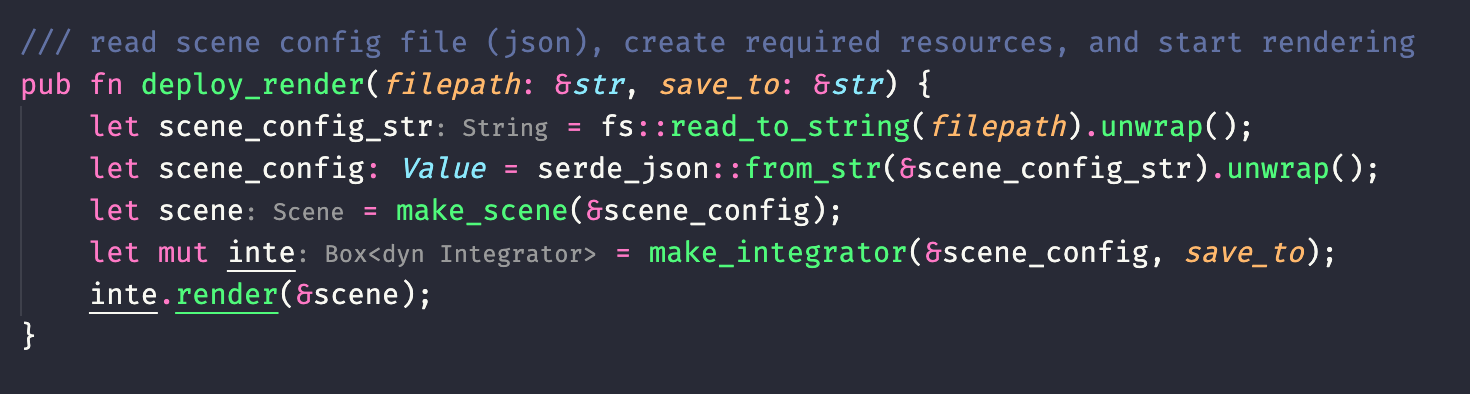 /// read scene config file (json), create required resources, and start rendering
pub fn deploy_render(filepath: &str, save_to: &str) {
    let scene_config_str: String = fs::read_to_string(filepath).unwrap();
    let scene_config: Value = serde_json::from_str(&scene_config_str).unwrap();
    let scene: Scene = make_scene(&scene_config);
    let mut inte: Box<dyn Integrator> = make_integrator(&scene_config, save_to);
    inte.render(&scene);
}